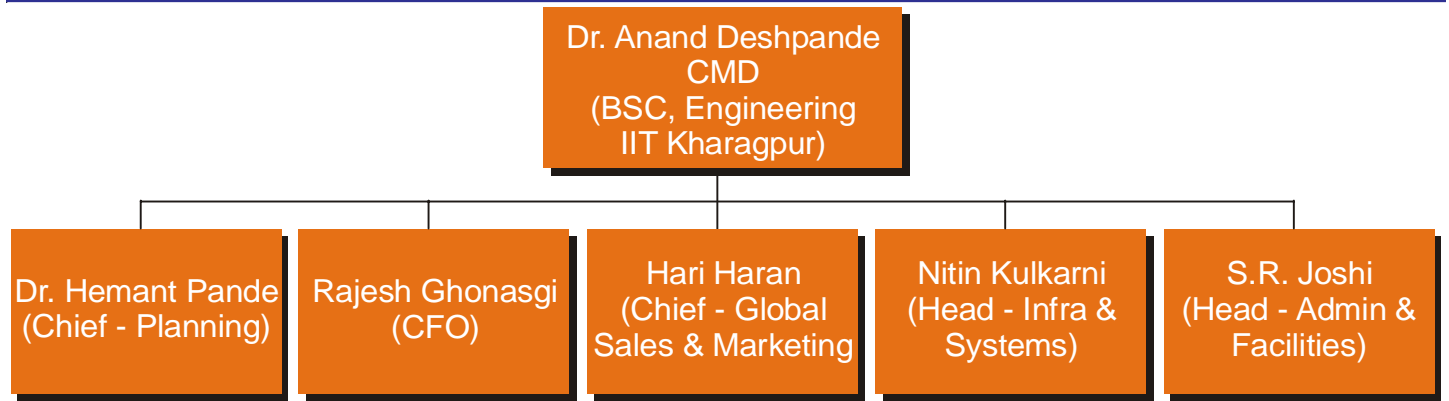 Dr. Anand Deshpande
CMD
(BSC, Engineering
IIT Kharagpur)
Dr. Hemant Pande
(Chief - Planning)
Rajesh Ghonasgi
(CFO)
Hari Haran
(Chief - Global
Sales & Marketing
Nitin Kulkarni
(Head - Infra &
Systems)
S.R. Joshi
(Head - Admin &
Facilities)